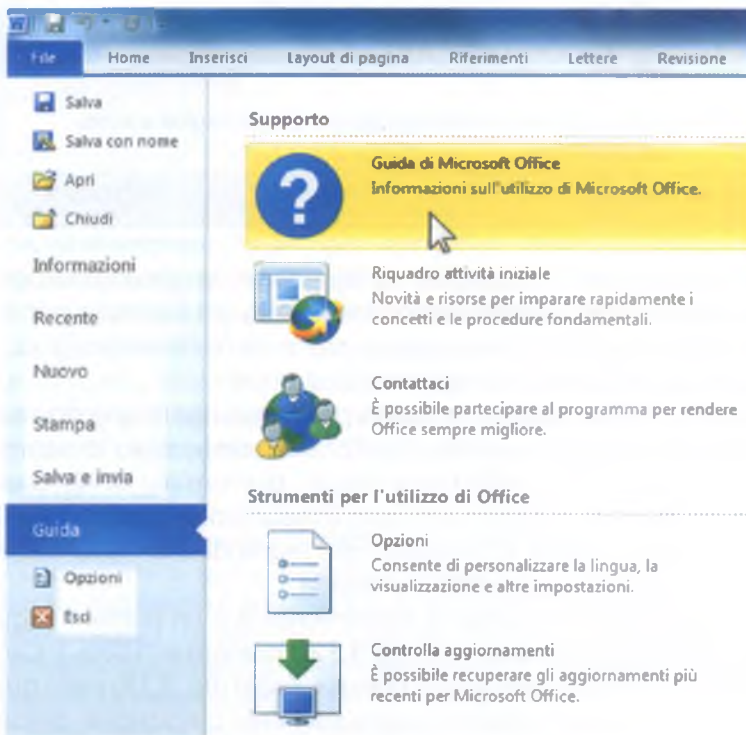 File Home Inserisci Layout di pagina Riferimenti Lettere Revisione
Salva
Salva con nome
Apri
Chiudi
Informazioni
Recente
Nuovo
Stampa
Salva e invia
Guida
Opzioni
Esci
Supporto
Guida di Microsoft Office
Informazioni sull'utilizzo di Microsoft Office.
Riquadro attività iniziale
Novità e risorse per imparare rapidamente i
concetti e le procedure fondamentali.
Contattaci
È possibile partecipare al programma per rendere
Office sempre migliore.
Strumenti per l'utilizzo di Office
Opzioni
Consente di personalizzare la lingua, la
visualizzazione e altre impostazioni.
Controlla aggiornamenti
È possibile recuperare gli aggiornamenti più
recenti per Microsoft Office.